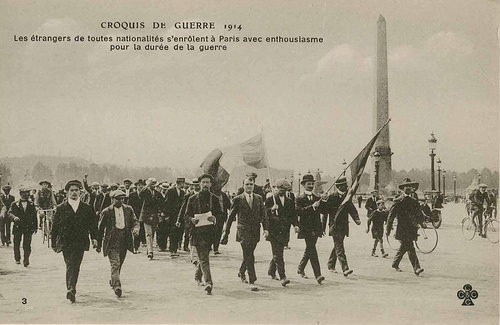 CROQUIS DE GUERRE 1914
Les étrangers de toutes nationalités s'enrôlent à Paris avec enthousiasme
pour la durée de la guerre
3